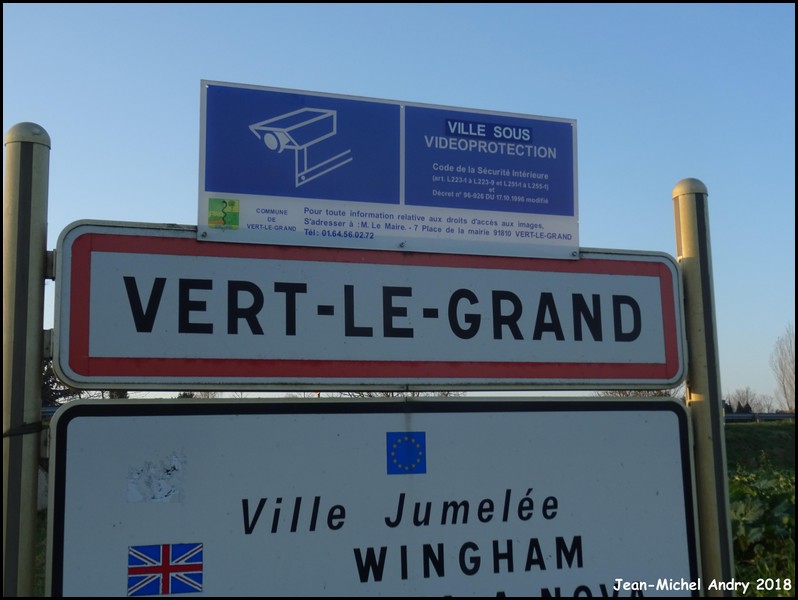 VILLE SOUS
VIDEOPROTECTION
Code de la Sécurité Intérieure
(art. L223-1 à L223-9 et L251-1 à L255-1)
et
Décret n° 96-926 DU 17.10.1996 modifié
COMMUNE
DE
VERT-LE-GRAND
Pour toute information relative aux droits d'accès aux images,
S'adresser à :M. Le Maire. - 7 Place de la mairie 91810 VERT-LE-GRAND
Tél: 01.64.56.02.72
VERT-LE-GRAND
Ville Jumelée
WINGHAM
Jean-Michel Andry 2018